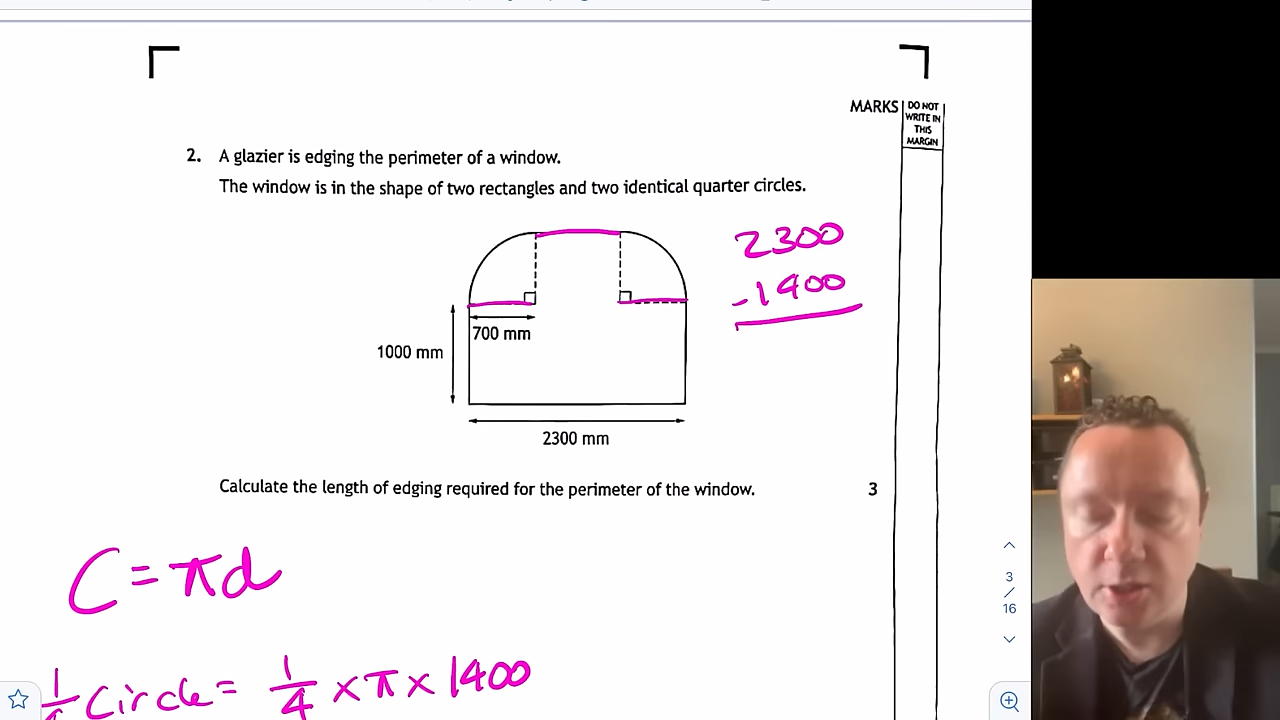 MARKS
DO NOT
WRITE IN
THIS
MARGIN
2. A glazier is edging the perimeter of a window.
The window is in the shape of two rectangles and two identical quarter circles.
2300
-1400
700 mm
1000 mm
2300 mm
Calculate the length of edging required for the perimeter of the window. 3
C = πd
Circle = 1/4 × π × 1400
3
/
16